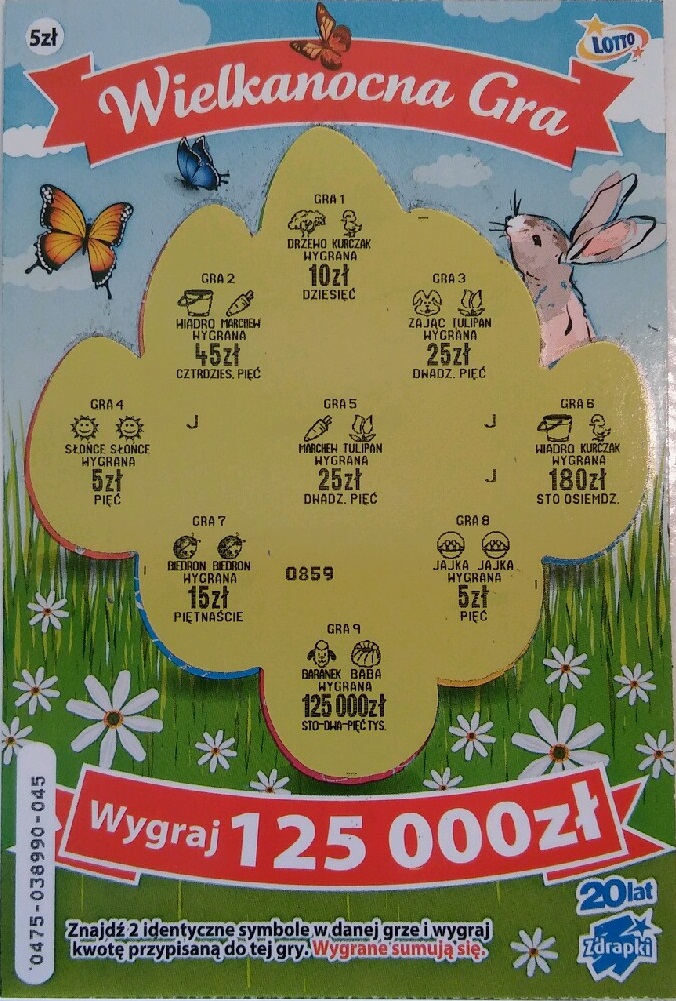 5zł
LOTTO
Wielkanocna Gra
GRA 1
DRZEWO KURCZAK
WYGRANA
10zł
DZIESIĘĆ
GRA 2
WIADRO MARCHEW
WYGRANA
45zł
CZTRDZIES. PIĘĆ
GRA 3
ZAJĄC TULIPAN
WYGRANA
25zł
DWADZ. PIĘĆ
GRA 4
SŁOŃCE SŁOŃCE
WYGRANA
5zł
PIĘĆ
J
GRA 5
MARCHEW TULIPAN
WYGRANA
25zł
DWADZ. PIĘĆ
J
J
GRA 6
WIADRO KURCZAK
WYGRANA
180zł
STO OSIEMDZ.
GRA 7
BIEDRON BIEDRON
WYGRANA
15zł
PIĘTNAŚCIE
0859
GRA 8
JAJKA JAJKA
WYGRANA
5zł
PIĘĆ
GRA 9
BARANEK BABA
WYGRANA
125 000zł
STO-DWA-PIĘĆTYS.
0475-038990-045
Wygraj 125 000zł
20 lat
Zdrapki
Znajdź 2 identyczne symbole w danej grze i wygraj
kwotę przypisaną do tej gry. Wygrane sumują się.